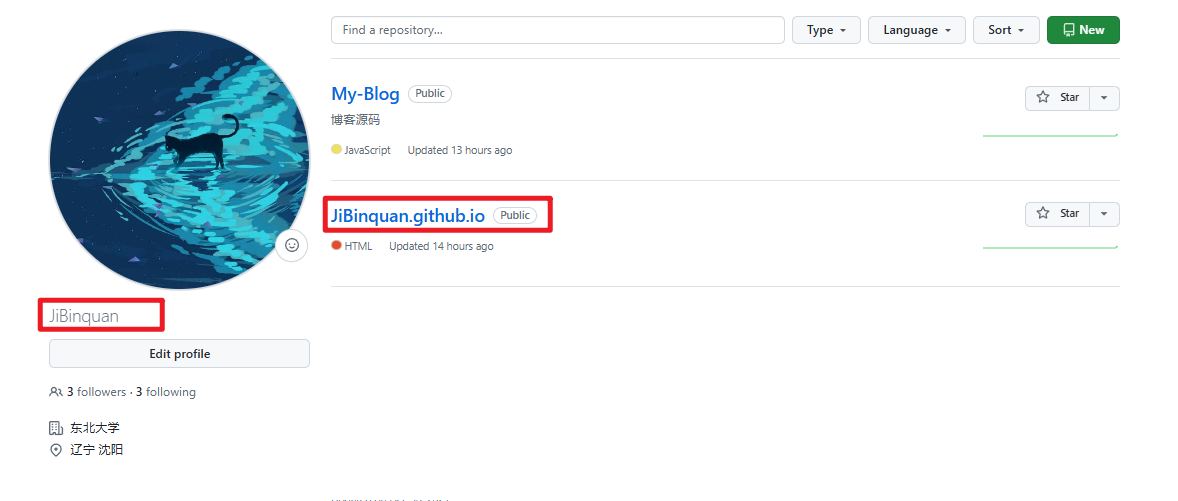 Find a repository...
Type
Language
Sort
New
My-Blog
Public
Star
博客源码
JavaScript
Updated 13 hours ago
JiBinquan.github.io
Public
Star
HTML
Updated 14 hours ago
JiBinquan
Edit profile
3 followers · 3 following
东北大学
辽宁 沈阳